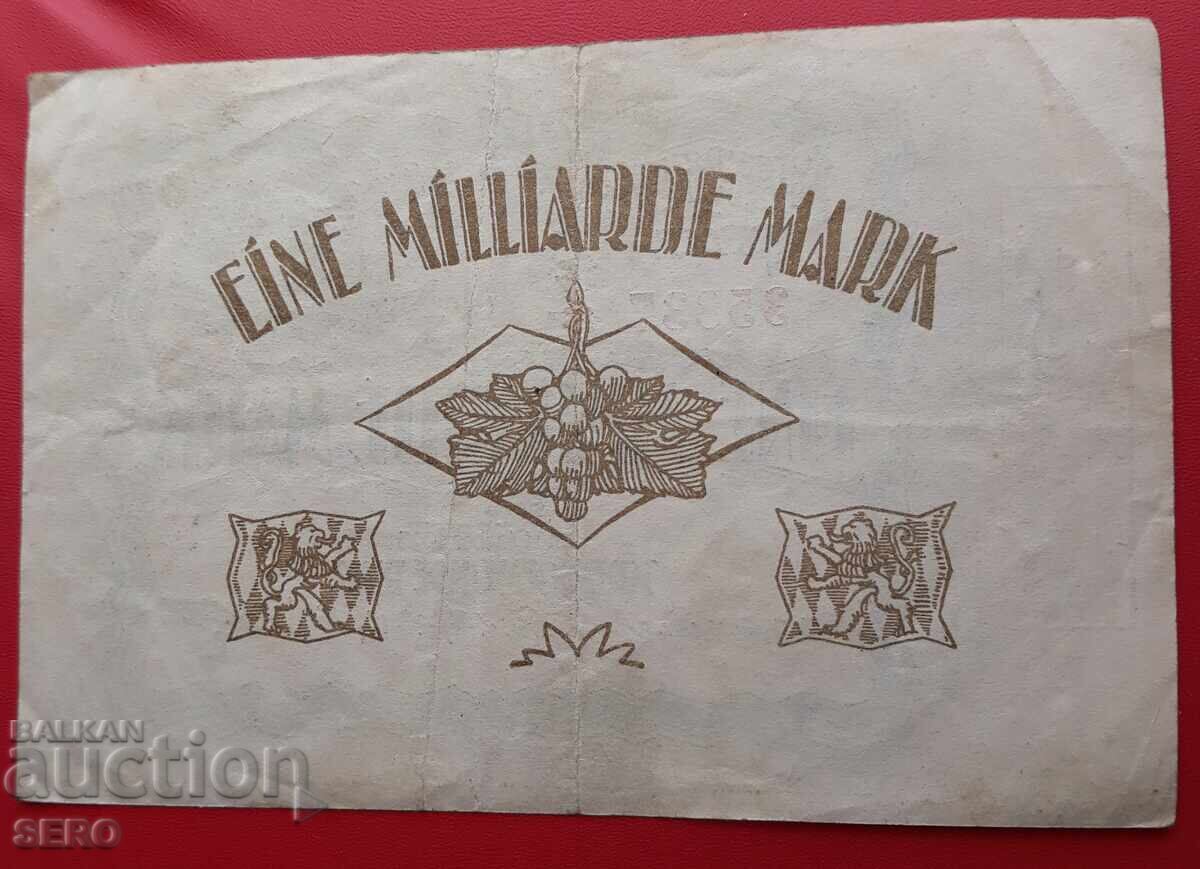 EINE MILLIARDE MARK
BALKAN
auction
SERO